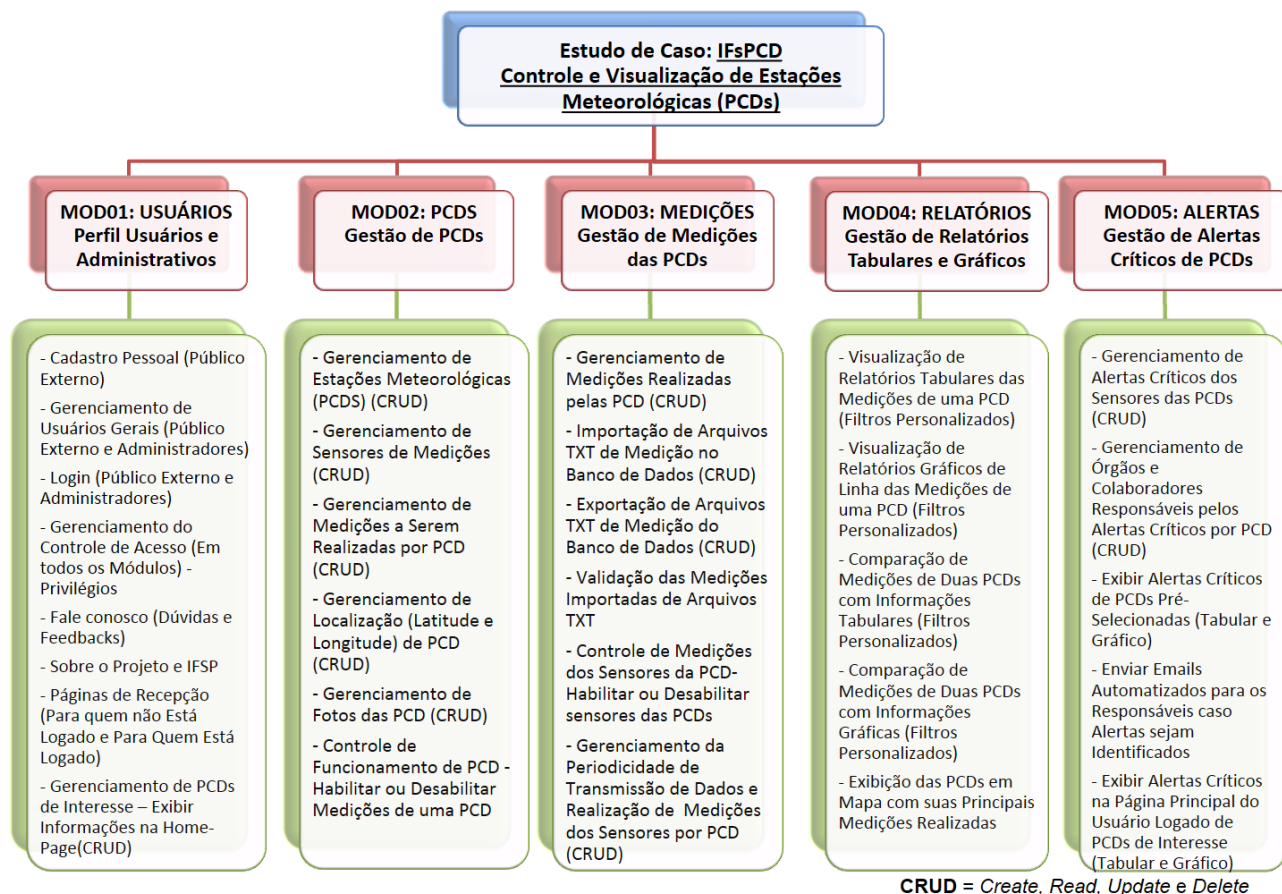 Estudo de Caso: IFsPCD
Controle e Visualização de Estações
Meteorológicas (PCDs)
MOD01: USUÁRIOS
Perfil Usuários e
Administrativos
- Cadastro Pessoal (Público
Externo)
- Gerenciamento de
Usuários Gerais (Público
Externo e Administradores)
- Login (Público Externo e
Administradores)
- Gerenciamento do
Controle de Acesso (Em
todos os Módulos) -
Privilégios
- Fale conosco (Dúvidas e
Feedbacks)
- Sobre o Projeto e IFSP
- Páginas de Recepção
(Para quem não Está
Logado e Para Quem Está
Logado)
- Gerenciamento de PCDs
de Interesse – Exibir
Informações na Home-
Page(CRUD)
MOD02: PCDS
Gestão de PCDs
- Gerenciamento de
Estações Meteorológicas
(PCDS) (CRUD)
- Gerenciamento de
Sensores de Medições
(CRUD)
- Gerenciamento de
Medições a Serem
Realizadas por PCD
(CRUD)
- Gerenciamento de
Localização (Latitude e
Longitude) de PCD
(CRUD)
- Gerenciamento de
Fotos das PCD (CRUD)
- Controle de
Funcionamento de PCD -
Habilitar ou Desabilitar
Medições de uma PCD
MOD03: MEDIÇÕES
Gestão de Medições
das PCDs
- Gerenciamento de
Medições Realizadas
pelas PCD (CRUD)
- Importação de Arquivos
TXT de Medição no
Banco de Dados (CRUD)
- Exportação de Arquivos
TXT de Medição do
Banco de Dados (CRUD)
- Validação das Medições
Importadas de Arquivos
TXT
- Controle de Medições
dos Sensores da PCD-
Habilitar ou Desabilitar
sensores das PCDs
- Gerenciamento da
Periodicidade de
Transmissão de Dados e
Realização de Medições
dos Sensores por PCD
(CRUD)
MOD04: RELATÓRIOS
Gestão de Relatórios
Tabulares e Gráficos
- Visualização de
Relatórios Tabulares das
Medições de uma PCD
(Filtros Personalizados)
- Visualização de
Relatórios Gráficos de
Linha das Medições de
uma PCD (Filtros
Personalizados)
- Comparação de
Medições de Duas PCDs
com Informações
Tabulares (Filtros
Personalizados)
- Comparação de
Medições de Duas PCDs
com Informações
Gráficas (Filtros
Personalizados)
- Exibição das PCDs em
Mapa com suas Principais
Medições Realizadas
MOD05: ALERTAS
Gestão de Alertas
Críticos de PCDs
- Gerenciamento de
Alertas Críticos dos
Sensores das PCDs
(CRUD)
- Gerenciamento de
Órgãos e
Colaboradores
Responsáveis pelos
Alertas Críticos por PCD
(CRUD)
- Exibir Alertas Críticos
de PCDs Pré-
Selecionadas (Tabular e
Gráfico)
- Enviar Emails
Automatizados para os
Responsáveis caso
Alertas sejam
Identificados
- Exibir Alertas Críticos
na Página Principal do
Usuário Logado de
PCDs de Interesse
(Tabular e Gráfico)
CRUD = Create, Read, Update e Delete